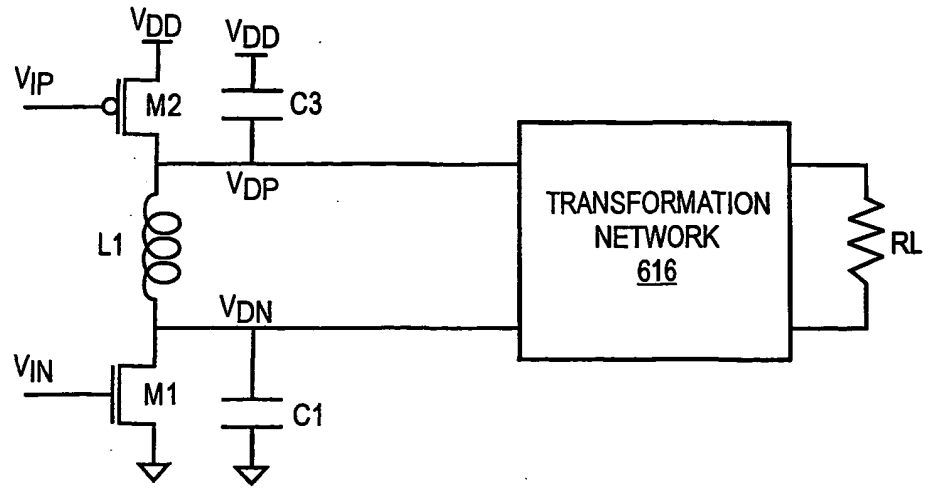 VDD
VDD
VIP
M2
C3
VDP
L1
TRANSFORMATION
NETWORK
616
RL
VDN
VIN
M1
C1